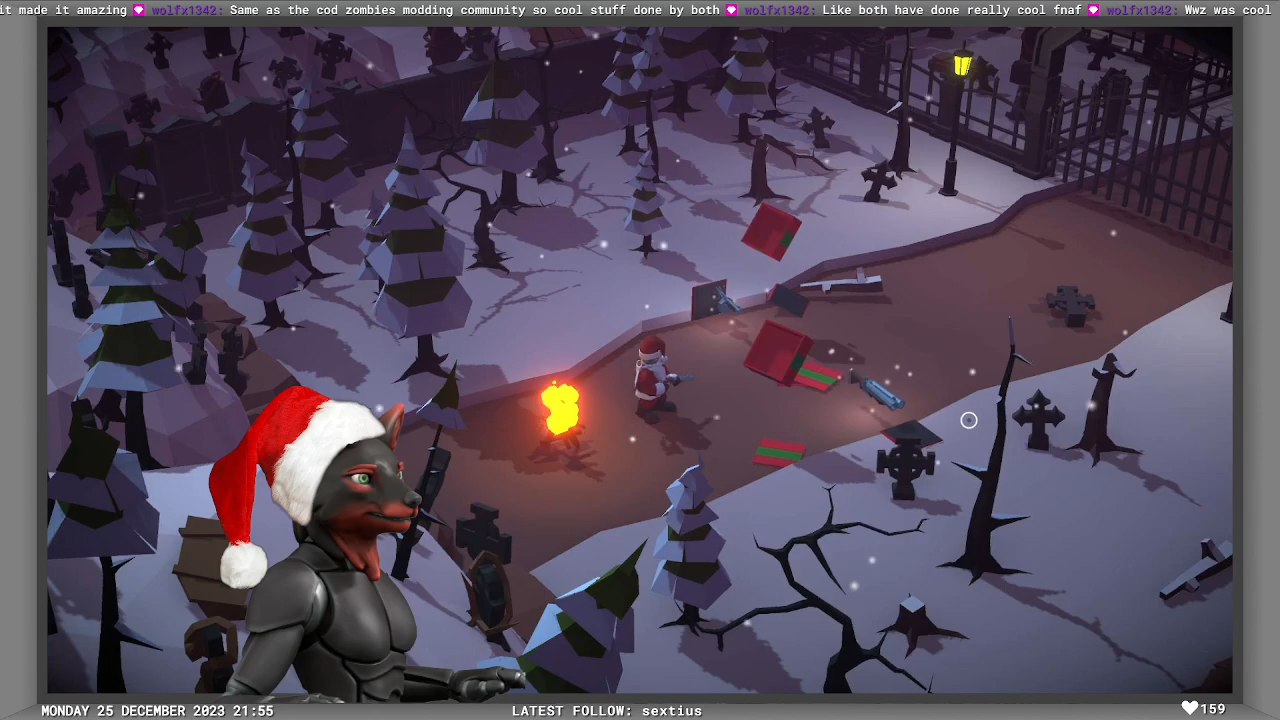 it made it amazing wolfx1342: Same as the cod zombies modding community so cool stuff done by both wolfx1342: Like both have done really cool fnaf wolfx1342: Wwz was cool
MONDAY 25 DECEMBER 2023 21:55 LATEST FOLLOW: sextius 159